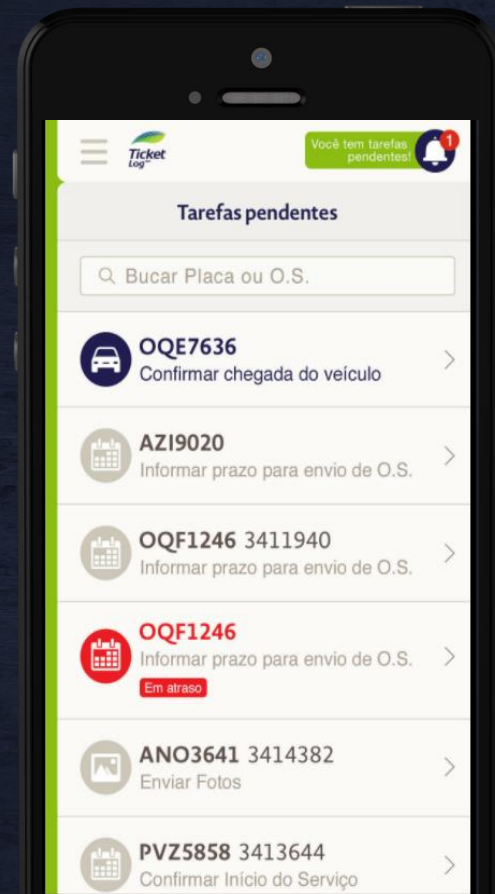 Ticket
Log
Você tem tarefas
pendentes!
1
Tarefas pendentes
Bucar Placa ou O.S.
OQE7636
Confirmar chegada do veículo
AZI9020
Informar prazo para envio de O.S.
OQF1246 3411940
Informar prazo para envio de O.S.
OQF1246
Informar prazo para envio de O.S.
Em atraso
ANO3641 3414382
Enviar Fotos
PVZ5858 3413644
Confirmar Início do Serviço